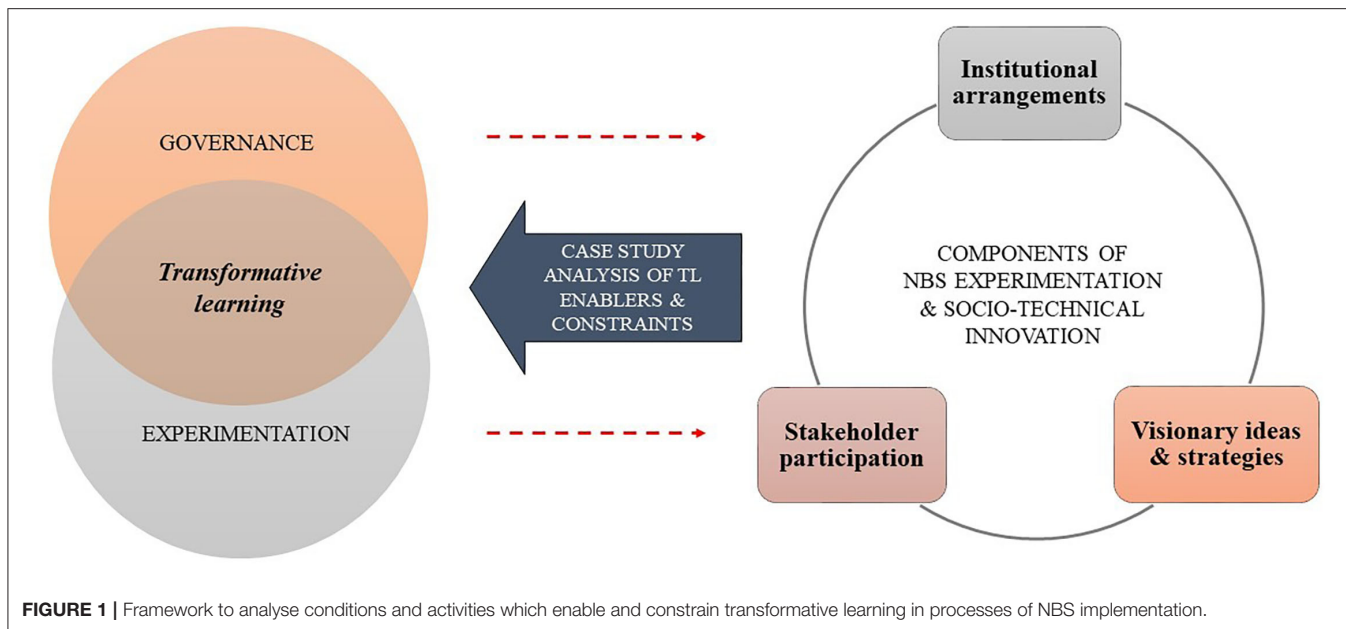 GOVERNANCE
Transformative
learning
EXPERIMENTATION
CASE STUDY
ANALYSIS OF TL
ENABLERS &
CONSTRAINTS
Institutional
arrangements
COMPONENTS OF
NBS EXPERIMENTATION
& SOCIO-TECHNICAL
INNOVATION
Stakeholder
participation
Visionary ideas
& strategies
FIGURE 1 | Framework to analyse conditions and activities which enable and constrain transformative learning in processes of NBS implementation.